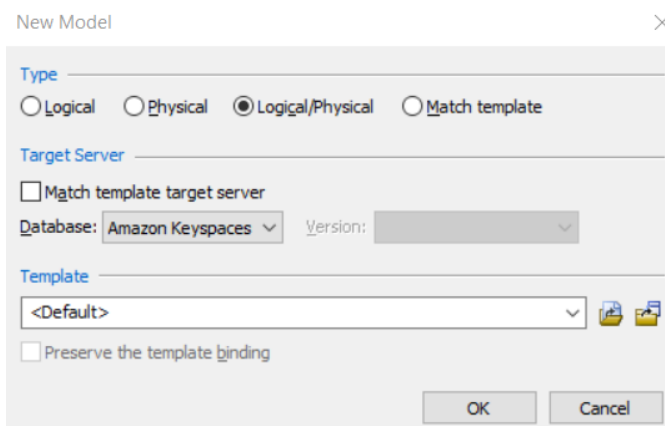 New Model
Type
Logical Physical Logical/Physical Match template
Target Server
Match template target server
Database: Amazon Keyspaces Version:
Template
<Default>
Preserve the template binding
OK Cancel